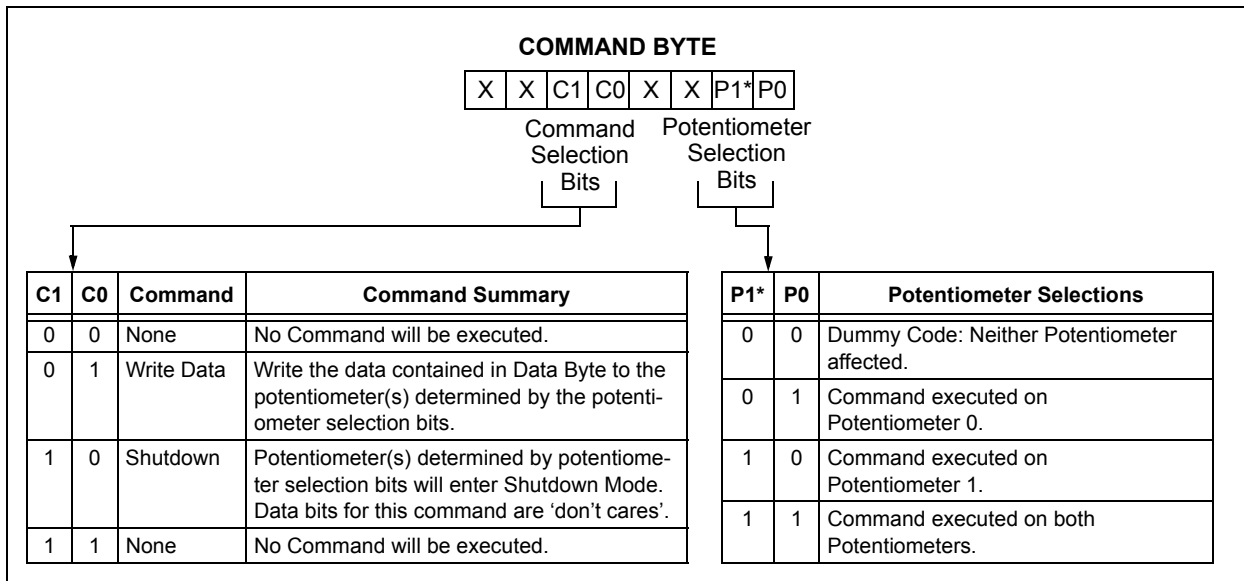 COMMAND BYTE
X X C1 C0 X X P1* P0
Command
Selection
Bits
Potentiometer
Selection
Bits
C1 C0 Command Command Summary
0 0 None No Command will be executed.
0 1 Write Data Write the data contained in Data Byte to the
potentiometer(s) determined by the potenti-
ometer selection bits.
1 0 Shutdown Potentiometer(s) determined by potentiome-
ter selection bits will enter Shutdown Mode.
Data bits for this command are ‘don’t cares’.
1 1 None No Command will be executed.
P1* P0 Potentiometer Selections
0 0 Dummy Code: Neither Potentiometer
affected.
0 1 Command executed on
Potentiometer 0.
1 0 Command executed on
Potentiometer 1.
1 1 Command executed on both
Potentiometers.